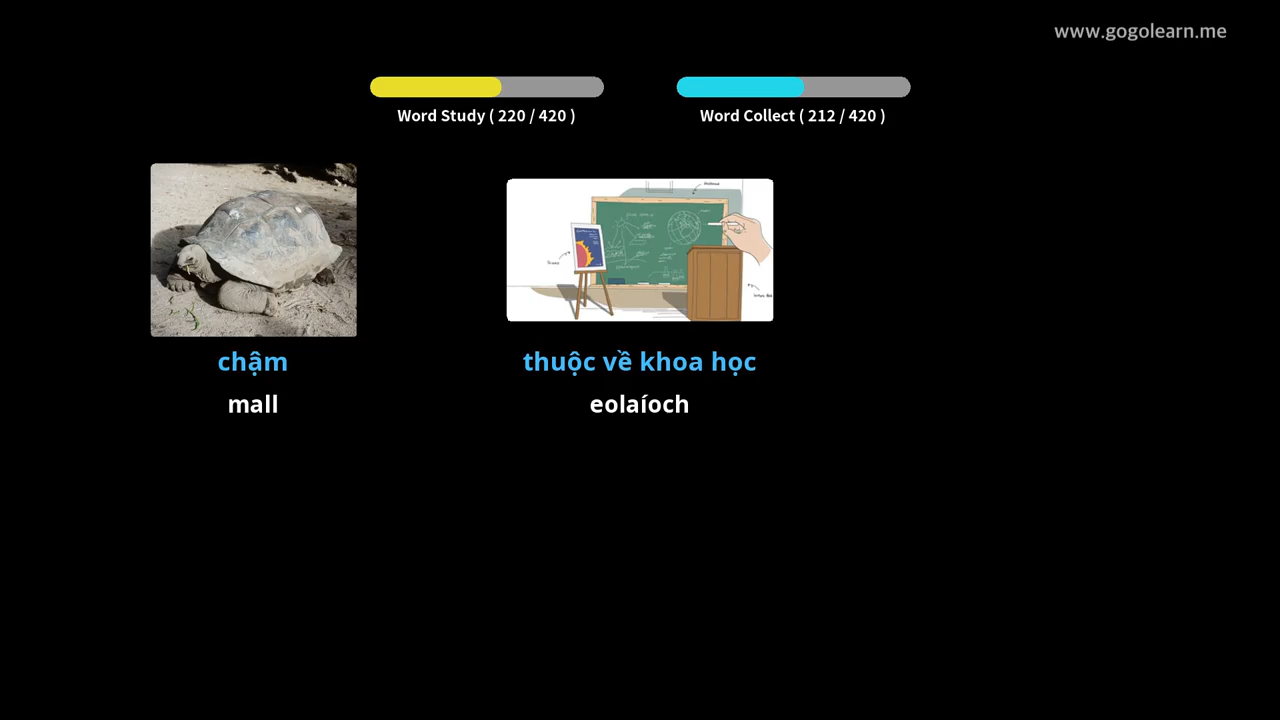 www.gogolearn.me
Word Study ( 220 / 420 )
Word Collect ( 212 / 420 )
chậm
mall
thuộc về khoa học
eolaíoch